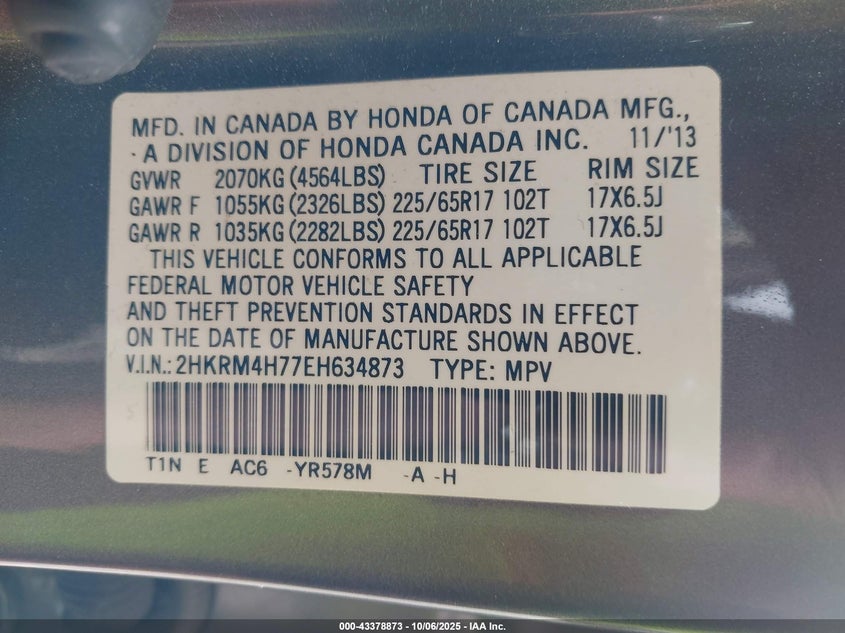 MFD. IN CANADA BY HONDA OF CANADA MFG.,
· A DIVISION OF HONDA CANADA INC. 11/'13
GVWR 2070KG (4564LBS) TIRE SIZE RIM SIZE
GAWR F 1055KG (2326LBS) 225/65R17 102T 17X6.5J
GAWR R 1035KG (2282LBS) 225/65R17 102T 17X6.5J
THIS VEHICLE CONFORMS TO ALL APPLICABLE
FEDERAL MOTOR VEHICLE SAFETY
AND THEFT PREVENTION STANDARDS IN EFFECT
ON THE DATE OF MANUFACTURE SHOWN ABOVE.
V.I.N.: 2HKRM4H77EH634873 TYPE: MPV
T1N E AC6 -YR578M -A -H
000-43378873 - 10/06/2025 - IAA Inc.